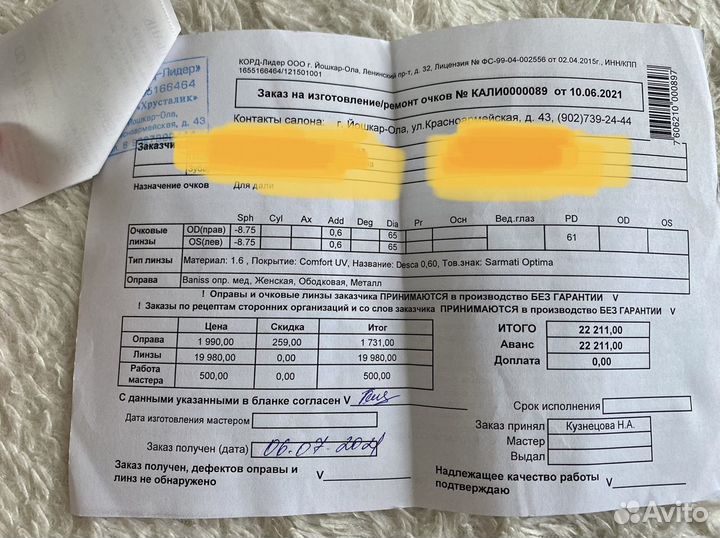 КОРД-Лидер ООО г. Йошкар-Ола, Ленинский пр-т, д. 32, Лицензия № ФС-99-04-002556 от 02.04.2015г., ИНН/КПП
1655166464/121501001
Заказ на изготовление/ремонт очков № КАЛИ0000089 от 10.06.2021
Контакты салона: г. Йошкар-Ола, ул.Красноармейская, д. 43, (902)739-24-44
-Лидер»
55166464
«Хрусталик»
Йошкар-Ола,
армейская, д. 43
7 606210 000897
Заказчи
Назначение очков Для дали
Sph Cyl Ax Add Deg Dia Pr Осн Вед.глаз PD OD OS
Очковые линзы OD(прав) -8.75 0,6 65 61
OS(лев) -8.75 0,6 65
Тип линзы Материал: 1.6 , Покрытие: Comfort UV, Название: Desca 0,60, Тов.знак: Sarmati Optima
Оправа Baniss опр. мед, Женская, Ободковая, Металл
! Оправы и очковые линзы заказчика ПРИНИМАЮТСЯ в производство БЕЗ ГАРАНТИИ V
! Заказы по рецептам сторонних организаций и со слов заказчика ПРИНИМАЮТСЯ в производство БЕЗ ГАРАНТИИ V
Цена Скидка Итог
Оправа 1 990,00 259,00 1 731,00
Линзы 19 980,00 0,00 19 980,00
Работа мастера 500,00 0,00 500,00
ИТОГО 22 211,00
Аванс 22 211,00
Доплата 0,00
С данными указанными в бланке согласен V
Дата изготовления мастером
Заказ получен (дата) 06.07.2021
Заказ получен, дефектов оправы и
линз не обнаружено V
Срок исполнения
Заказ принял Кузнецова Н.А.
Мастер
Выдал
Надлежащее качество работы
подтверждаю V
Avito